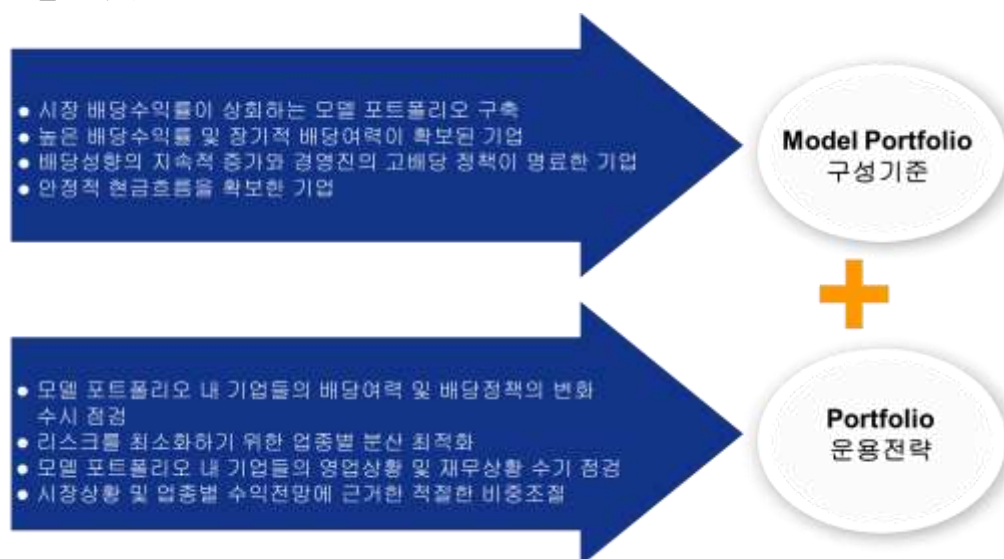 ● 시장 배당수익률이 상회하는 모델 포트폴리오 구축
● 높은 배당수익률 및 장기적 배당여력이 확보된 기업
● 배당성향의 지속적 증가와 경영진의 고배당 정책이 명료한 기업
● 안정적 현금흐름을 확보한 기업
Model Portfolio
구성기준
● 모델 포트폴리오 내 기업들의 배당여력 및 배당정책의 변화
수시 점검
● 리스크를 최소화하기 위한 업종별 분산 최적화
● 모델 포트폴리오 내 기업들의 영업상황 및 재무상황 수기 점검
● 시장상황 및 업종별 수익전망에 근거한 적절한 비중조절
Portfolio
운용전략